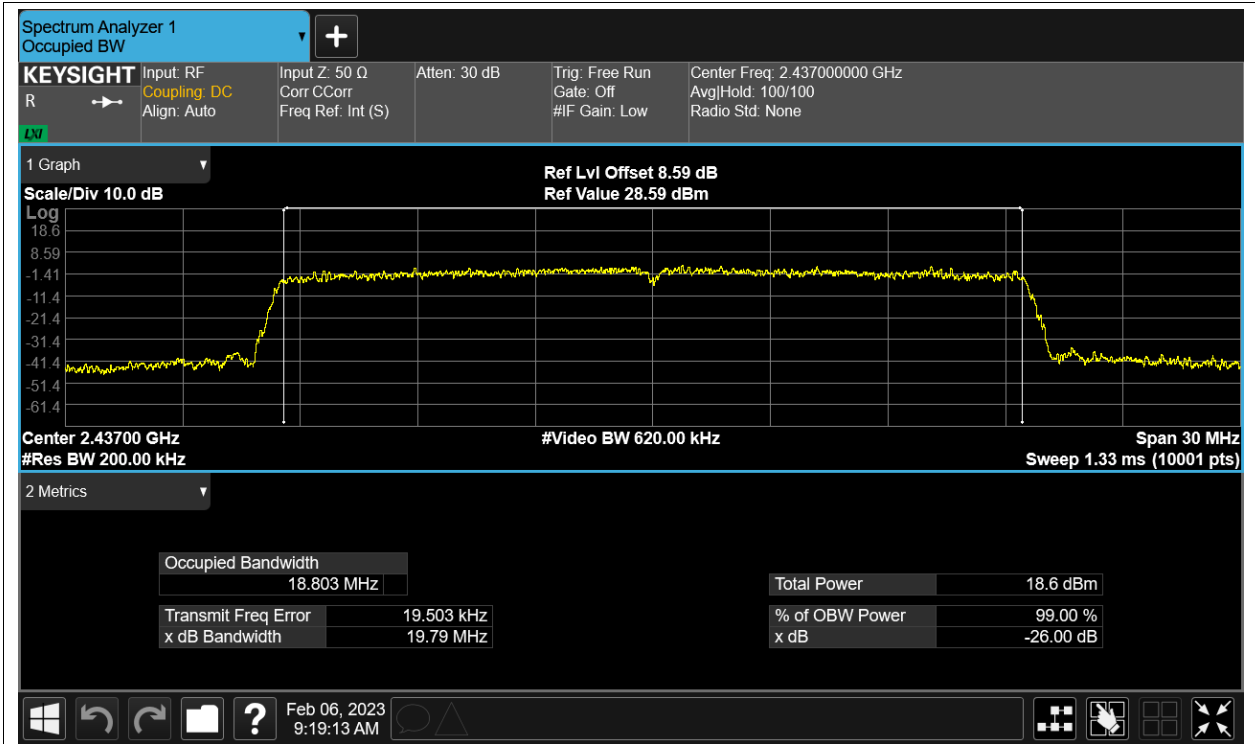 Spectrum Analyzer 1
Occupied BW
KEYSIGHT
R
LXI
Input: RF
Coupling: DC
Align: Auto
Input Z: 50 Ω
Corr CCorr
Freq Ref: Int (S)
Atten: 30 dB
Trig: Free Run
Gate: Off
#IF Gain: Low
Center Freq: 2.437000000 GHz
Avg|Hold: 100/100
Radio Std: None
1 Graph
Ref Lvl Offset 8.59 dB
Scale/Div 10.0 dB
Ref Value 28.59 dBm
Log
18.6
8.59
-1.41
-11.4
-21.4
-31.4
-41.4
-51.4
-61.4
Center 2.43700 GHz
#Video BW 620.00 kHz
Span 30 MHz
#Res BW 200.00 kHz
Sweep 1.33 ms (10001 pts)
2 Metrics
Occupied Bandwidth
18.803 MHz
Transmit Freq Error 19.503 kHz
x dB Bandwidth 19.79 MHz
Total Power 18.6 dBm
% of OBW Power 99.00 %
x dB -26.00 dB
?
Feb 06, 2023
9:19:13 AM